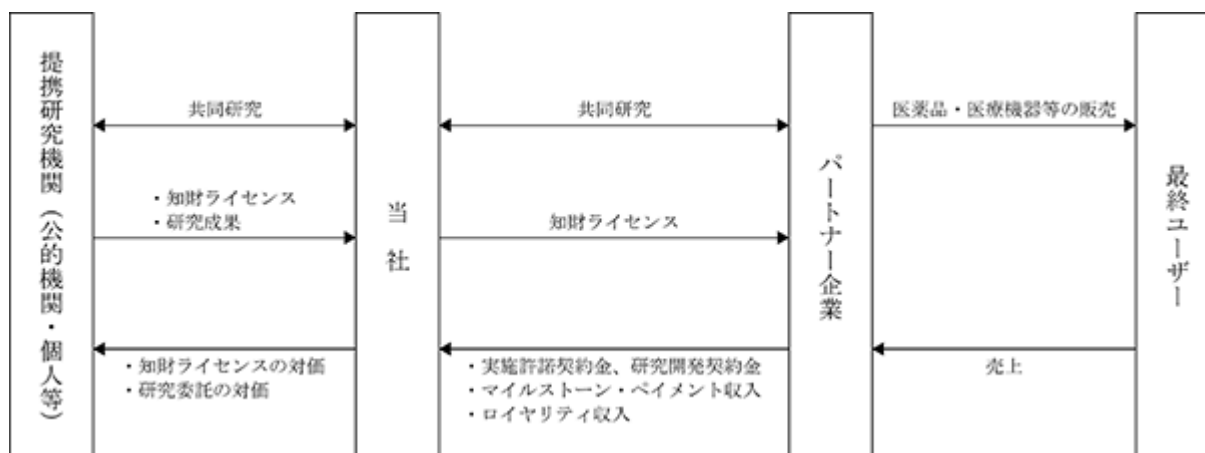 提携研究機関（公的機関・個人等）
共同研究
・知財ライセンス
・研究成果
・知財ライセンスの対価
・研究委託の対価
当社
共同研究
知財ライセンス
・実施許諾契約金、研究開発契約金
・マイルストーン・ペイメント収入
・ロイヤリティ収入
パートナー企業
医薬品・医療機器等の販売
売上
最終ユーザー